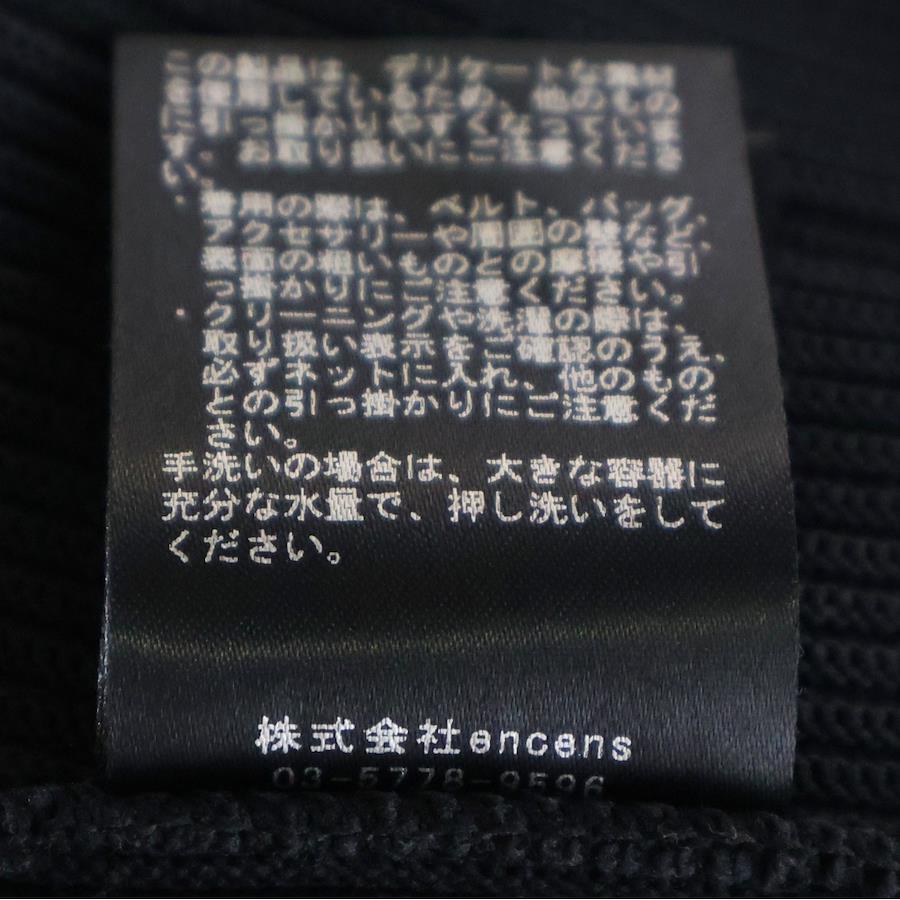 この製品は、デリケートな素材
を使用しているため、他のもの
に引っ掛かりやすくなっていま
す。お取り扱いにご注意くださ
い。
・着用の際は、ベルト、バッグ、
アクセサリーや周囲の壁など、
表面の粗いものとの摩擦や引
っ掛かりにご注意ください。
・クリーニングや洗濯の際は、
取り扱い表示をご確認のうえ、
必ずネットに入れ、他のもの
との引っ掛かりにご注意くだ
さい。
手洗いの場合は、大きな容器に
充分な水量で、押し洗いをして
ください。
株式会社encens
03-5778-9596